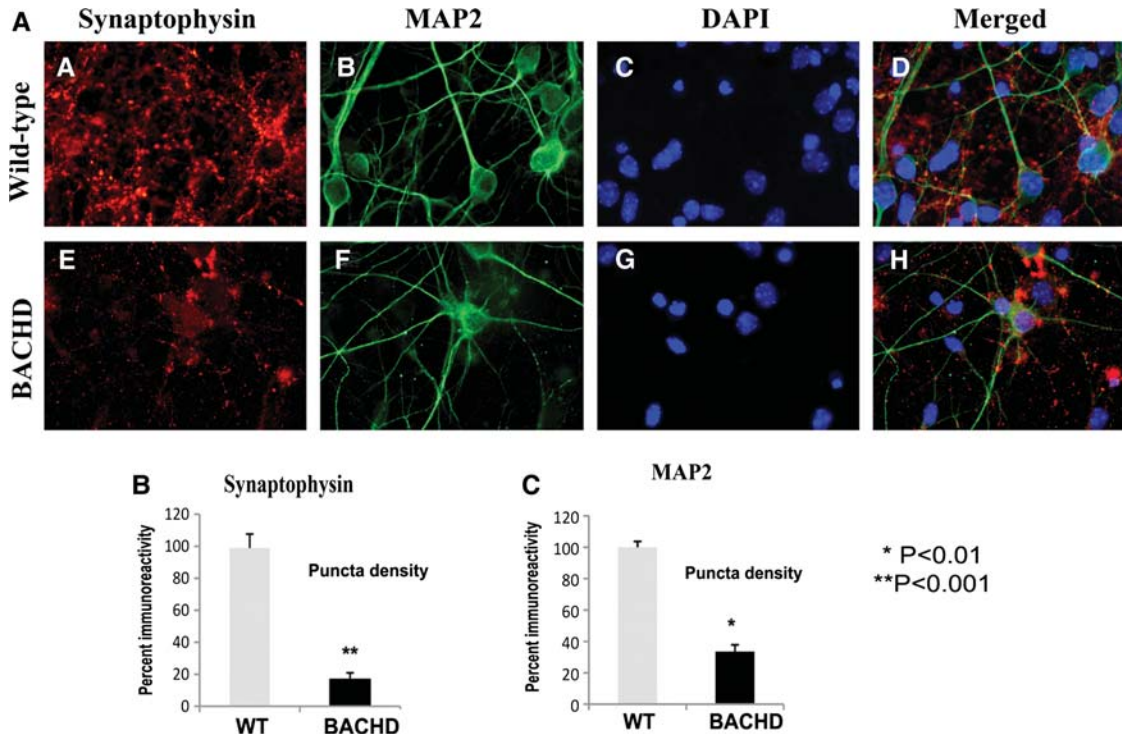 A Synaptophysin MAP2 DAPI Merged
Wild-type
A B C D
BACHD
E F G H
B Synaptophysin
Percent immunoreactivity
120
100
80
60
40
20
0
Puncta density
**
WT BACHD
C MAP2
Percent immunoreactivity
120
100
80
60
40
20
0
Puncta density
*
WT BACHD
* P<0.01
**P<0.001